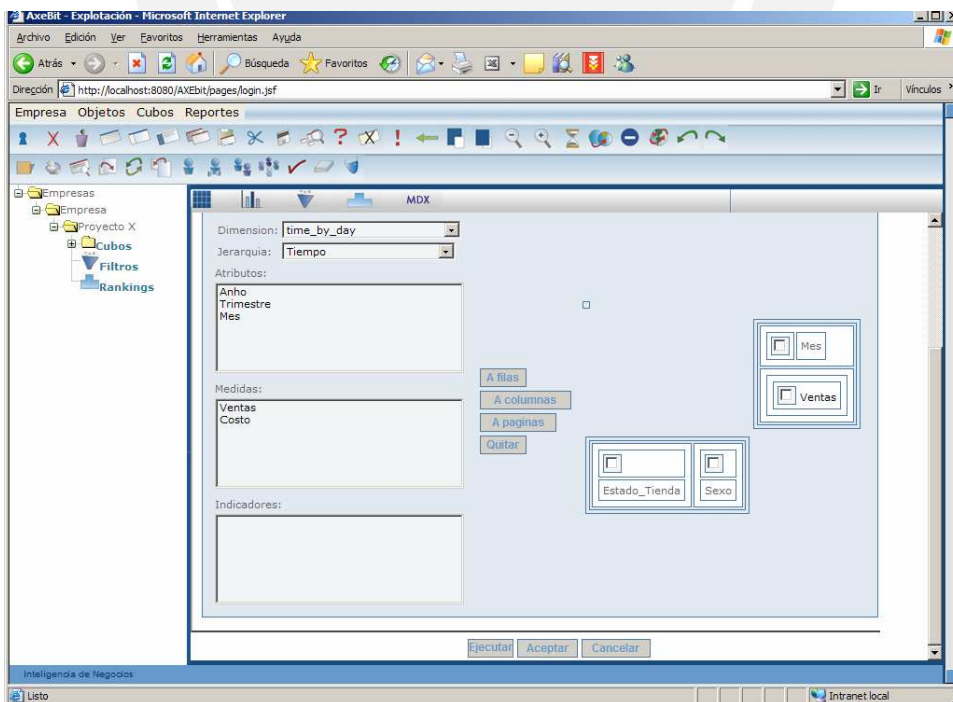 AxeBit - Explotación - Microsoft Internet Explorer
Archivo Edición Ver Favoritos Herramientas Ayuda
Atrás Búsqueda Favoritos
Dirección http://localhost:8080/AXEbit/pages/login.jsf Ir Vínculos
Empresa Objetos Cubos Reportes
Empresas
Empresa
Proyecto X
Cubos
Filtros
Rankings
MDX
Dimension: time_by_day
Jerarquia: Tiempo
Atributos:
Anho
Trimestre
Mes
Medidas:
Ventas
Costo
Indicadores:
A filas
A columnas
A paginas
Quitar
Mes
Ventas
Estado_Tienda Sexo
Ejecutar Aceptar Cancelar
Inteligencia de Negocios
Listo Intranet local